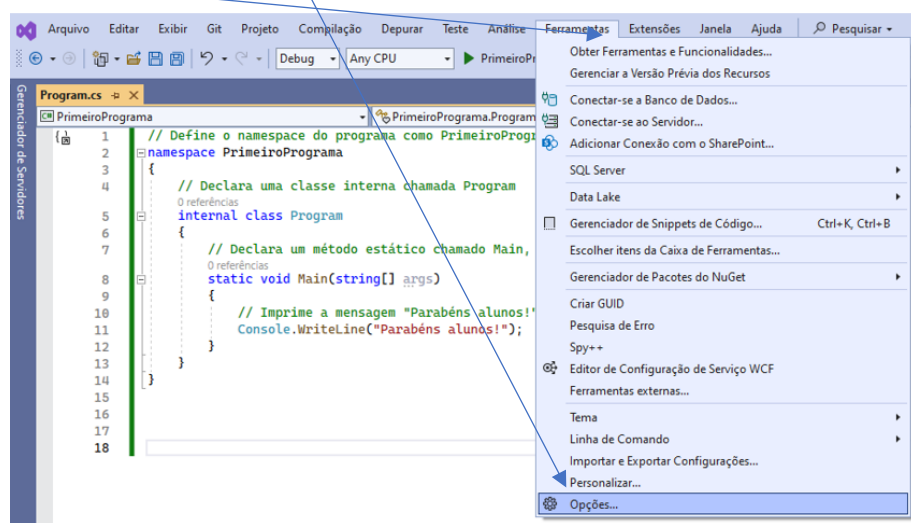 Arquivo Editar Exibir Git Projeto Compilação Depurar Teste Análise Ferramentas Extensões Janela Ajuda Pesquisar
Debug Any CPU PrimeiroPr
Gerenciador de Servidores
Program.cs
PrimeiroPrograma PrimeiroPrograma.Program
1 // Define o namespace do programa como PrimeiroProgr
2 namespace PrimeiroPrograma
3 {
4 // Declara uma classe interna chamada Program
0 referências
5 internal class Program
6 {
7 // Declara um método estático chamado Main,
0 referências
8 static void Main(string[] args)
9 {
10 // Imprime a mensagem "Parabéns alunos!"
11 Console.WriteLine("Parabéns alunos!");
12 }
13 }
14 }
15
16
17
18
Obter Ferramentas e Funcionalidades...
Gerenciar a Versão Prévia dos Recursos
Conectar-se a Banco de Dados...
Conectar-se ao Servidor...
Adicionar Conexão com o SharePoint...
SQL Server
Data Lake
Gerenciador de Snippets de Código... Ctrl+K, Ctrl+B
Escolher itens da Caixa de Ferramentas...
Gerenciador de Pacotes do NuGet
Criar GUID
Pesquisa de Erro
Spy++
Editor de Configuração de Serviço WCF
Ferramentas externas...
Tema
Linha de Comando
Importar e Exportar Configurações...
Personalizar...
Opções...